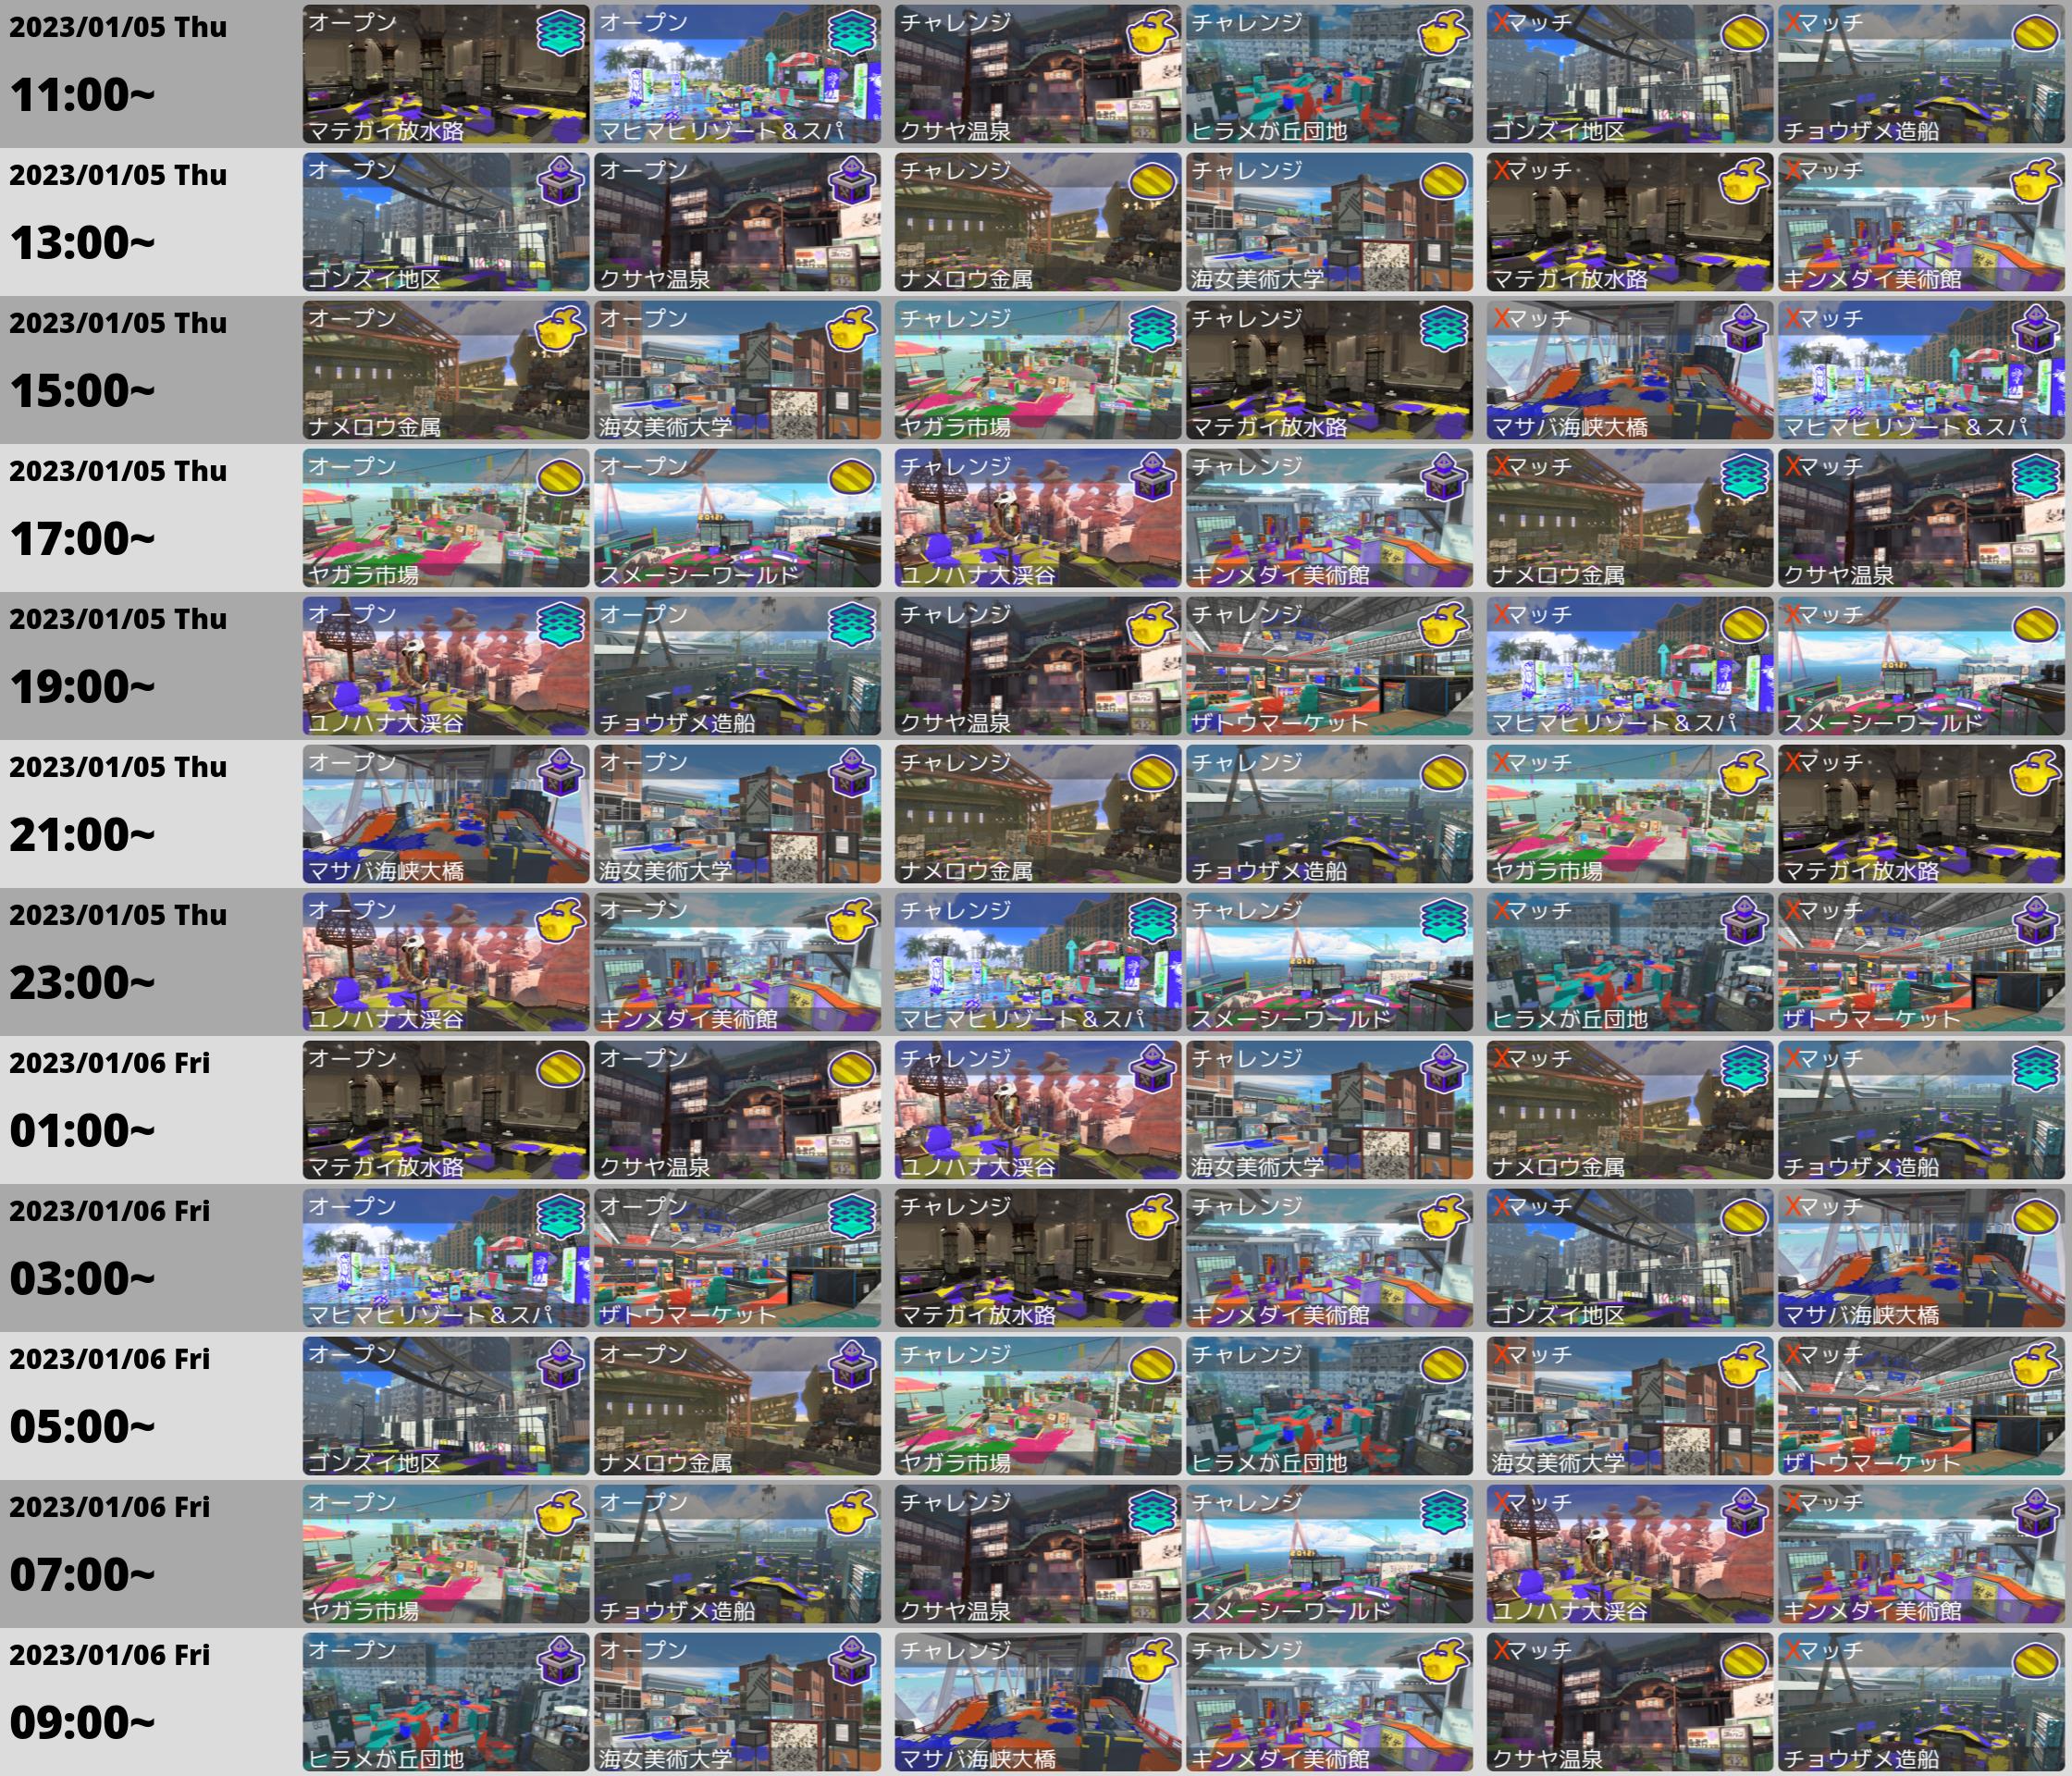 2023/01/05 Thu
11:00~
オープン オープン チャレンジ チャレンジ Xマッチ Xマッチ
マテガイ放水路 マヒマヒリゾート＆スパ クサヤ温泉 ヒラメが丘団地 ゴンズイ地区 チョウザメ造船
2023/01/05 Thu
13:00~
オープン オープン チャレンジ チャレンジ Xマッチ Xマッチ
ゴンズイ地区 クサヤ温泉 ナメロウ金属 海女美術大学 マテガイ放水路 キンメダイ美術館
2023/01/05 Thu
15:00~
オープン オープン チャレンジ チャレンジ Xマッチ Xマッチ
ナメロウ金属 海女美術大学 ヤガラ市場 マテガイ放水路 マサバ海峡大橋 マヒマヒリゾート＆スパ
2023/01/05 Thu
17:00~
オープン オープン チャレンジ チャレンジ Xマッチ Xマッチ
ヤガラ市場 スメーシーワールド ユノハナ大渓谷 キンメダイ美術館 ナメロウ金属 クサヤ温泉
2023/01/05 Thu
19:00~
オープン オープン チャレンジ チャレンジ Xマッチ Xマッチ
ユノハナ大渓谷 チョウザメ造船 クサヤ温泉 ザトウマーケット マヒマヒリゾート＆スパ スメーシーワールド
2023/01/05 Thu
21:00~
オープン オープン チャレンジ チャレンジ Xマッチ Xマッチ
マサバ海峡大橋 海女美術大学 ナメロウ金属 チョウザメ造船 ヤガラ市場 マテガイ放水路
2023/01/05 Thu
23:00~
オープン オープン チャレンジ チャレンジ Xマッチ Xマッチ
ユノハナ大渓谷 キンメダイ美術館 マヒマヒリゾート＆スパ スメーシーワールド ヒラメが丘団地 ザトウマーケット
2023/01/06 Fri
01:00~
オープン オープン チャレンジ チャレンジ Xマッチ Xマッチ
マテガイ放水路 クサヤ温泉 ユノハナ大渓谷 海女美術大学 ナメロウ金属 チョウザメ造船
2023/01/06 Fri
03:00~
オープン オープン チャレンジ チャレンジ Xマッチ Xマッチ
マヒマヒリゾート＆スパ ザトウマーケット マテガイ放水路 キンメダイ美術館 ゴンズイ地区 マサバ海峡大橋
2023/01/06 Fri
05:00~
オープン オープン チャレンジ チャレンジ Xマッチ Xマッチ
ゴンズイ地区 ナメロウ金属 ヤガラ市場 ヒラメが丘団地 海女美術大学 ザトウマーケット
2023/01/06 Fri
07:00~
オープン オープン チャレンジ チャレンジ Xマッチ Xマッチ
ヤガラ市場 チョウザメ造船 クサヤ温泉 スメーシーワールド ユノハナ大渓谷 キンメダイ美術館
2023/01/06 Fri
09:00~
オープン オープン チャレンジ チャレンジ Xマッチ Xマッチ
ヒラメが丘団地 海女美術大学 マサバ海峡大橋 キンメダイ美術館 クサヤ温泉 チョウザメ造船